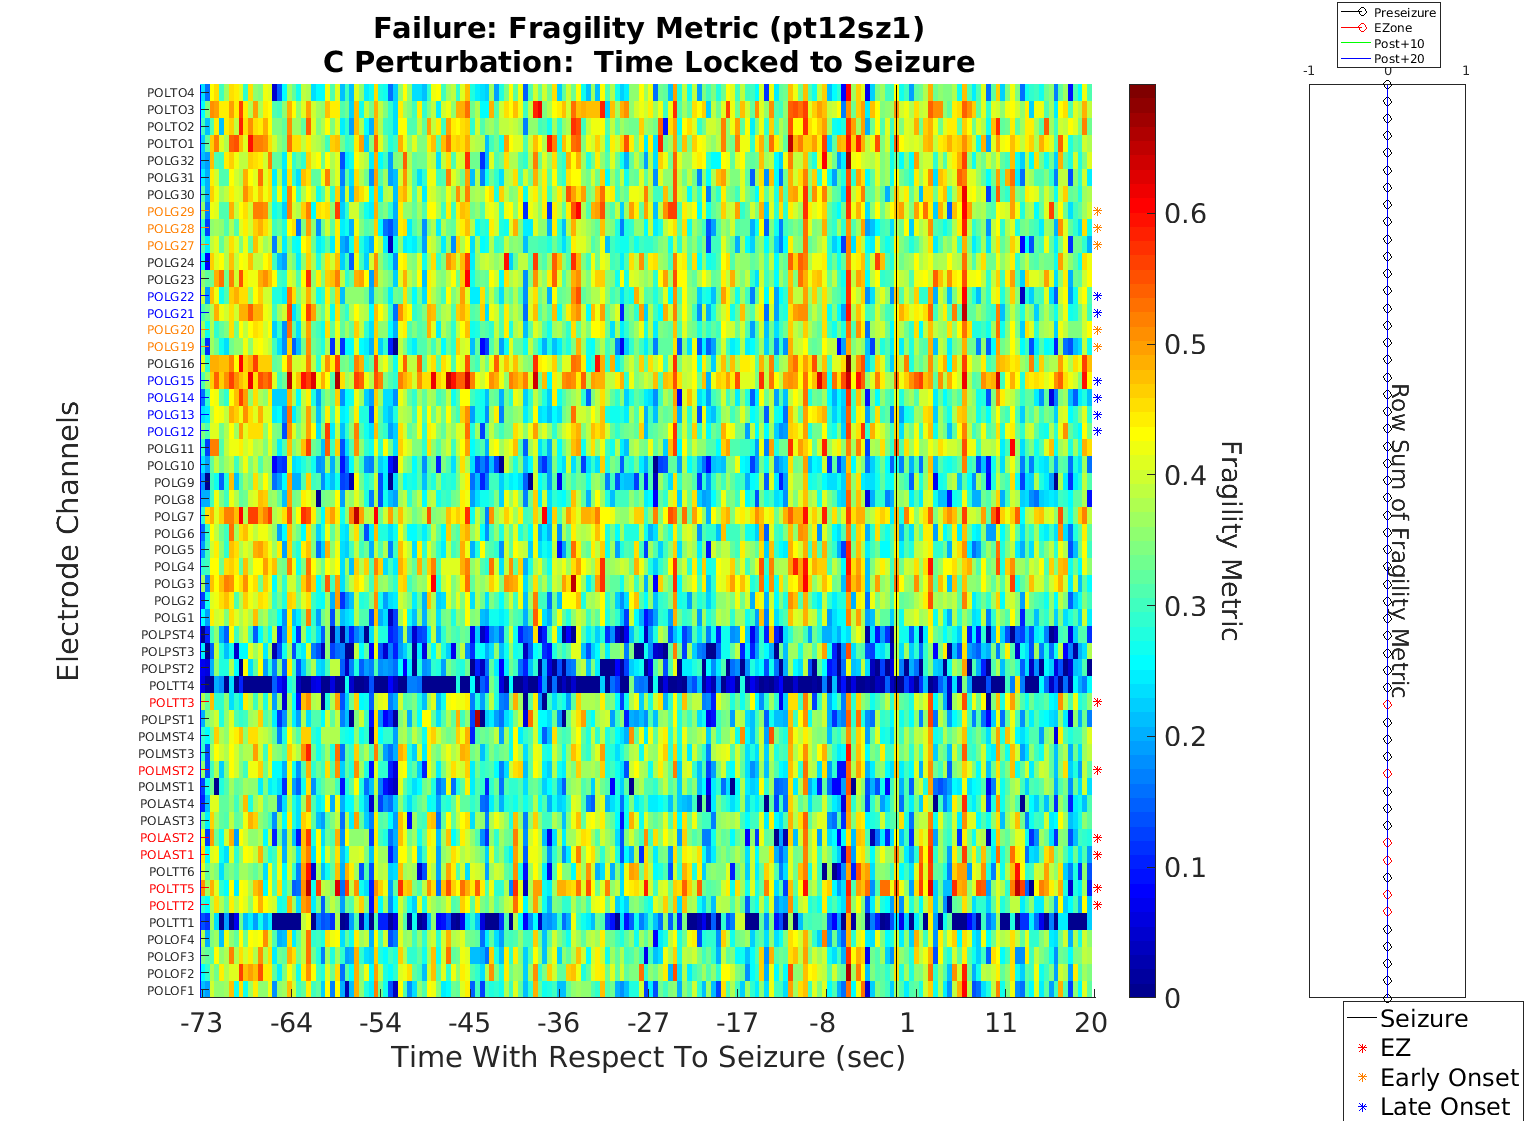 Failure: Fragility Metric (pt12sz1)
C Perturbation:  Time Locked to Seizure
Preseizure
EZone
Post+10
Post+20
-1
0
1
POLTO4
POLTO3
POLTO2
POLTO1
POLG32
POLG31
POLG30
POLG29
POLG28
POLG27
POLG24
POLG23
POLG22
POLG21
POLG20
POLG19
POLG16
POLG15
POLG14
POLG13
POLG12
POLG11
POLG10
POLG9
POLG8
POLG7
POLG6
POLG5
POLG4
POLG3
POLG2
POLG1
POLPST4
POLPST3
POLPST2
POLTT4
POLTT3
POLPST1
POLMST4
POLMST3
POLMST2
POLMST1
POLAST4
POLAST3
POLAST2
POLAST1
POLTT6
POLTT5
POLTT2
POLTT1
POLOF4
POLOF3
POLOF2
POLOF1
Electrode Channels
-73
-64
-54
-45
-36
-27
-17
-8
1
11
20
Time With Respect To Seizure (sec)
0.6
0.5
0.4
0.3
0.2
0.1
0
Fragility Metric
Row Sum of Fragility Metric
Seizure
EZ
Early Onset
Late Onset